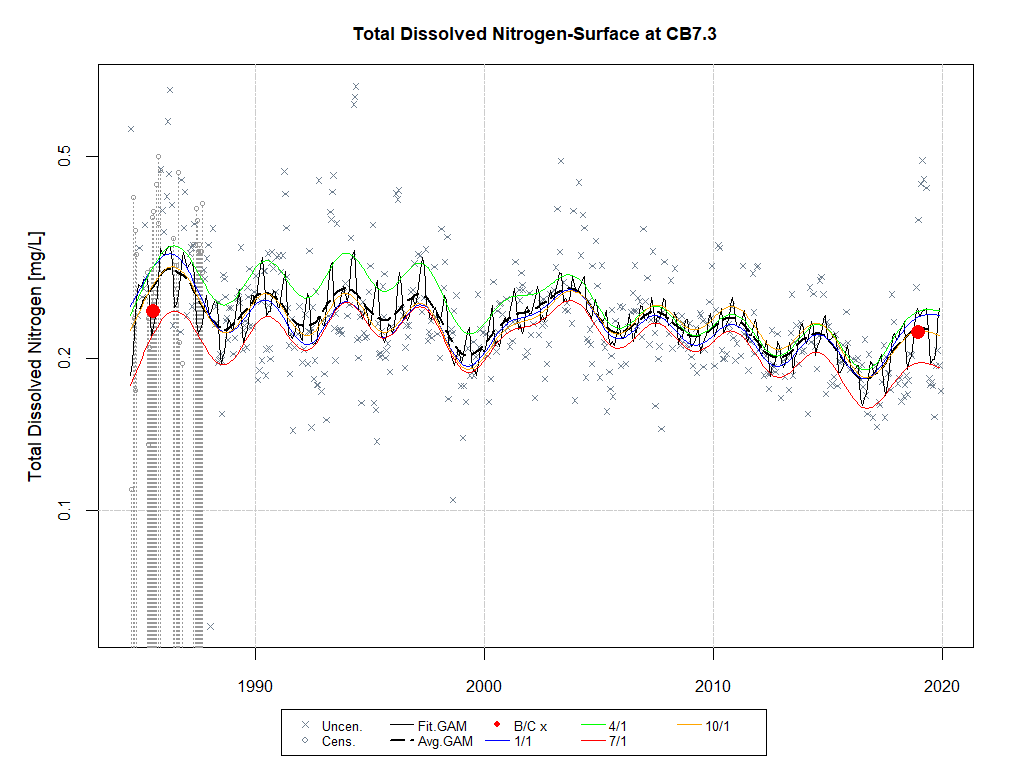 Total Dissolved Nitrogen-Surface at CB7.3
Total Dissolved Nitrogen [mg/L]
0.5
0.2
0.1
1990 2000 2010 2020
Uncen. Fit.GAM B/C x 4/1 10/1
Cens. Avg.GAM 1/1 7/1